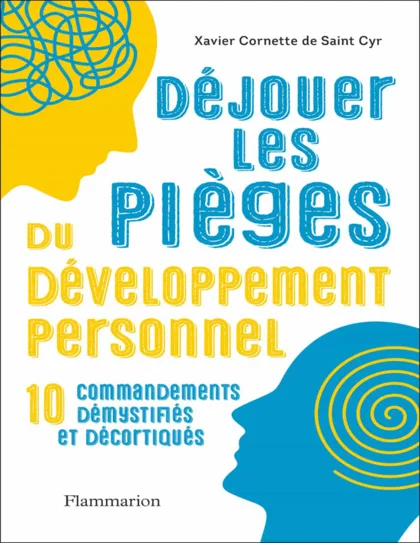 Xavier Cornette de Saint Cyr
DÉJOUER
LES
PIÈGES
DU
DÉVELOPPEMENT
PERSONNEL
10 COMMANDEMENTS
DÉMYSTIFIÉS
ET DÉCORTIQUÉS
Flammarion